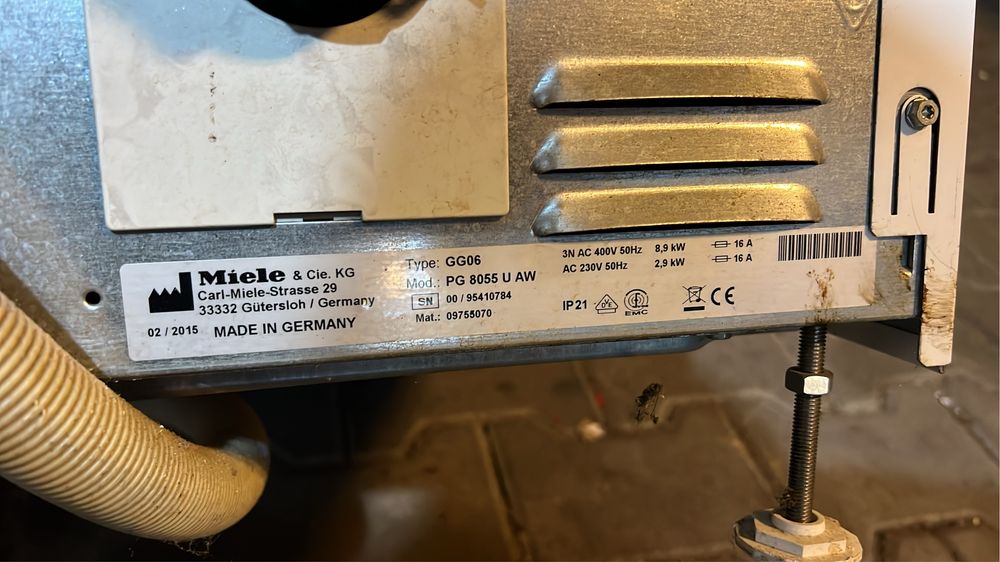 Miele & Cie. KG
Carl-Miele-Strasse 29
33332 Gütersloh / Germany
02 / 2015 MADE IN GERMANY
Type: GG06
Mod.: PG 8055 U AW
SN 00 / 95410784
Mat.: 09755070
3N AC 400V 50Hz 8,9 kW 16 A
AC 230V 50Hz 2,9 kW 16 A
IP21 VDE EMC CE